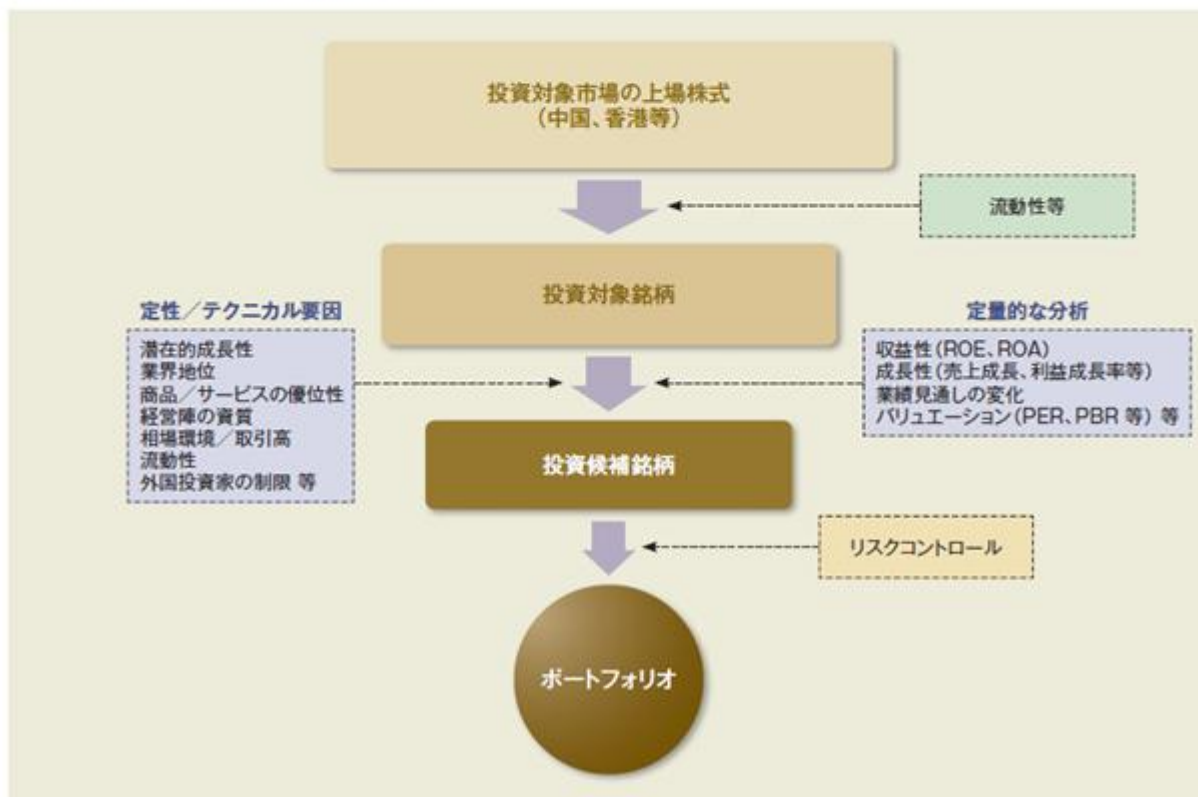 投資対象市場の上場株式
（中国、香港等）
流動性等
投資対象銘柄
定性／テクニカル要因
潜在的成長性
業界地位
商品／サービスの優位性
経営陣の資質
相場環境／取引高
流動性
外国投資家の制限 等
定量的な分析
収益性（ROE、ROA）
成長性（売上成長、利益成長率等）
業績見通しの変化
バリュエーション（PER、PBR 等） 等
投資候補銘柄
リスクコントロール
ポートフォリオ